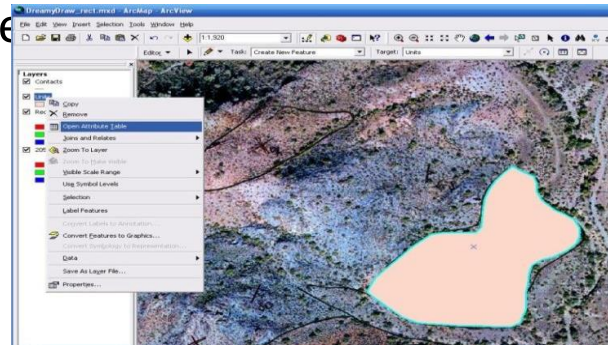 e
DreamyDraw_rect.mxd - ArcMap - ArcView
File Edit View Insert Selection Tools Window Help
1:1,920
Editor Task: Create New Feature Target: Units
Layers
Contacts
Copy
Remove
Open Attribute Table
Joins and Relates
205
Zoom To Layer
Zoom To Make Visible
Visible Scale Range
Use Symbol Levels
Selection
Label Features
Convert Labels to Annotation...
Convert Features to Graphics...
Convert Symbology to Representation...
Data
Save As Layer File...
Properties...